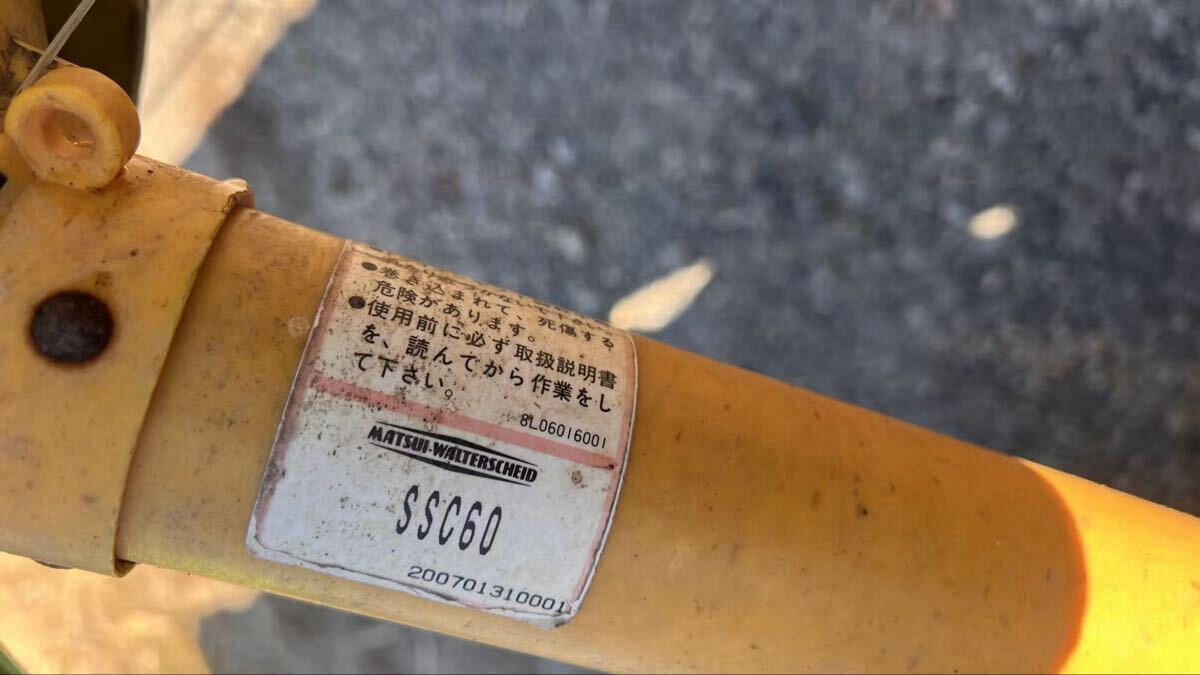 ●巻き込まれて、死傷する
危険があります。
●使用前に必ず取扱説明書
を、読んでから作業をし
て下さい。
8L06016001
MATSUI-WALTERSCHEID
SSC60
200701310001